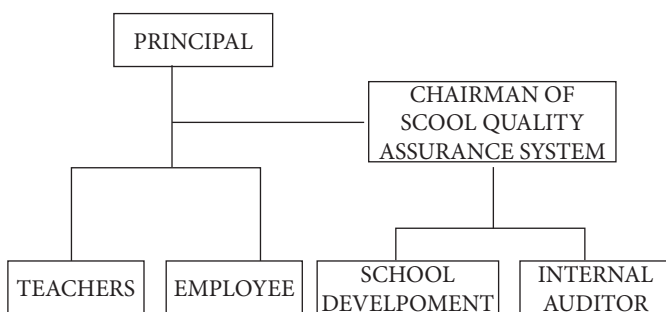 PRINCIPAL
CHAIRMAN OF
SCOOL QUALITY
ASSURANCE SYSTEM
TEACHERS
EMPLOYEE
SCHOOL
DEVELPOMENT
INTERNAL
AUDITOR